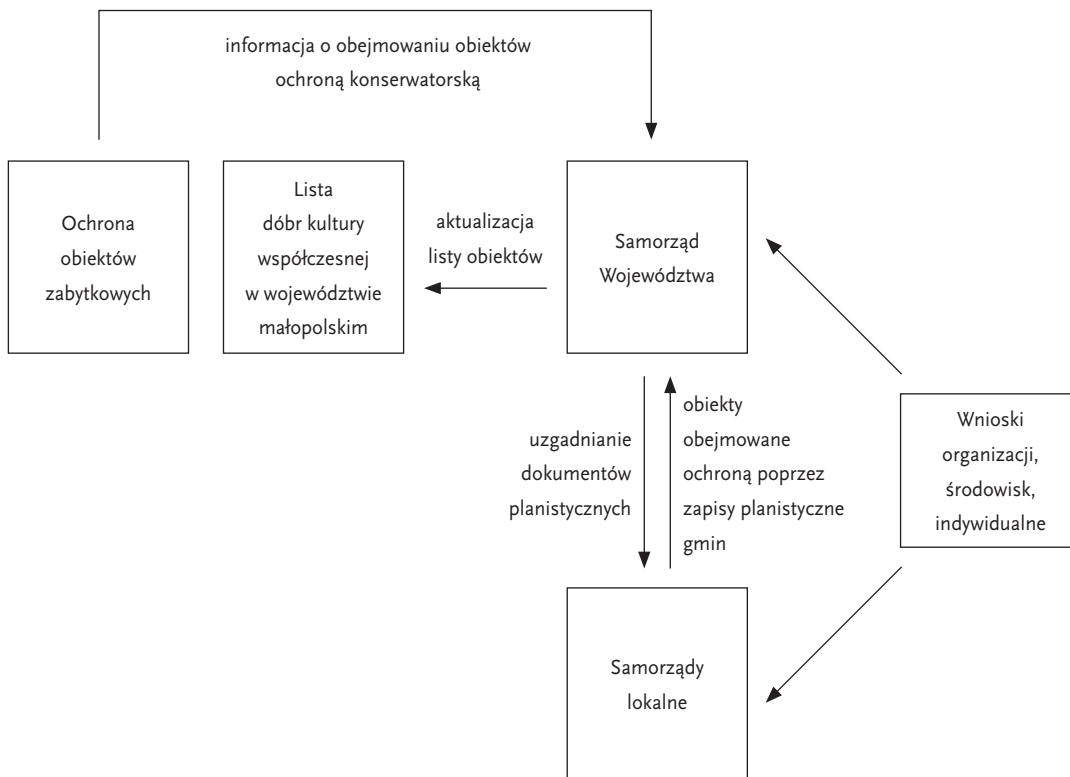 informacja o obejmowaniu obiektów
ochroną konserwatorską
Ochrona
obiektów
zabytkowych
Lista
dóbr kultury
współczesnej
w województwie
małopolskim
aktualizacja
listy obiektów
Samorząd
Województwa
uzgadnianie
dokumentów
planistycznych
obiekty
obejmowane
ochroną poprzez
zapisy planistyczne
gmin
Wnioski
organizacji,
środowisk,
indywidualne
Samorządy
lokalne